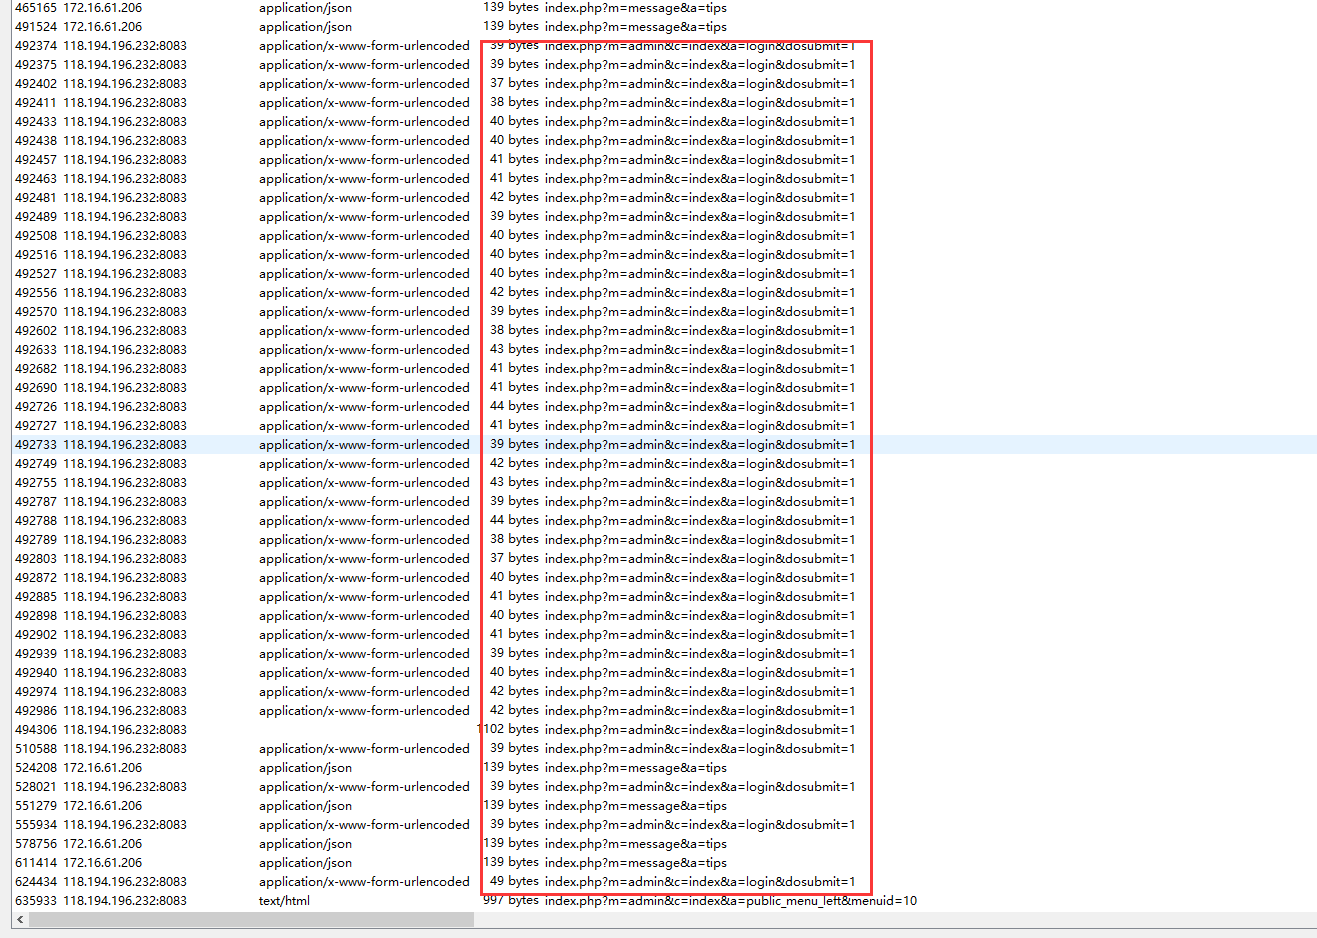 465165 172.16.61.206 application/json 139 bytes index.php?m=message&a=tips
491524 172.16.61.206 application/json 139 bytes index.php?m=message&a=tips
492374 118.194.196.232:8083 application/x-www-form-urlencoded 39 bytes index.php?m=admin&c=index&a=login&dosubmit=1
492375 118.194.196.232:8083 application/x-www-form-urlencoded 39 bytes index.php?m=admin&c=index&a=login&dosubmit=1
492402 118.194.196.232:8083 application/x-www-form-urlencoded 37 bytes index.php?m=admin&c=index&a=login&dosubmit=1
492411 118.194.196.232:8083 application/x-www-form-urlencoded 38 bytes index.php?m=admin&c=index&a=login&dosubmit=1
492433 118.194.196.232:8083 application/x-www-form-urlencoded 40 bytes index.php?m=admin&c=index&a=login&dosubmit=1
492438 118.194.196.232:8083 application/x-www-form-urlencoded 40 bytes index.php?m=admin&c=index&a=login&dosubmit=1
492457 118.194.196.232:8083 application/x-www-form-urlencoded 41 bytes index.php?m=admin&c=index&a=login&dosubmit=1
492463 118.194.196.232:8083 application/x-www-form-urlencoded 41 bytes index.php?m=admin&c=index&a=login&dosubmit=1
492481 118.194.196.232:8083 application/x-www-form-urlencoded 42 bytes index.php?m=admin&c=index&a=login&dosubmit=1
492489 118.194.196.232:8083 application/x-www-form-urlencoded 39 bytes index.php?m=admin&c=index&a=login&dosubmit=1
492508 118.194.196.232:8083 application/x-www-form-urlencoded 40 bytes index.php?m=admin&c=index&a=login&dosubmit=1
492516 118.194.196.232:8083 application/x-www-form-urlencoded 40 bytes index.php?m=admin&c=index&a=login&dosubmit=1
492527 118.194.196.232:8083 application/x-www-form-urlencoded 40 bytes index.php?m=admin&c=index&a=login&dosubmit=1
492556 118.194.196.232:8083 application/x-www-form-urlencoded 42 bytes index.php?m=admin&c=index&a=login&dosubmit=1
492570 118.194.196.232:8083 application/x-www-form-urlencoded 39 bytes index.php?m=admin&c=index&a=login&dosubmit=1
492602 118.194.196.232:8083 application/x-www-form-urlencoded 38 bytes index.php?m=admin&c=index&a=login&dosubmit=1
492633 118.194.196.232:8083 application/x-www-form-urlencoded 43 bytes index.php?m=admin&c=index&a=login&dosubmit=1
492682 118.194.196.232:8083 application/x-www-form-urlencoded 41 bytes index.php?m=admin&c=index&a=login&dosubmit=1
492690 118.194.196.232:8083 application/x-www-form-urlencoded 41 bytes index.php?m=admin&c=index&a=login&dosubmit=1
492726 118.194.196.232:8083 application/x-www-form-urlencoded 44 bytes index.php?m=admin&c=index&a=login&dosubmit=1
492727 118.194.196.232:8083 application/x-www-form-urlencoded 41 bytes index.php?m=admin&c=index&a=login&dosubmit=1
492733 118.194.196.232:8083 application/x-www-form-urlencoded 39 bytes index.php?m=admin&c=index&a=login&dosubmit=1
492749 118.194.196.232:8083 application/x-www-form-urlencoded 42 bytes index.php?m=admin&c=index&a=login&dosubmit=1
492755 118.194.196.232:8083 application/x-www-form-urlencoded 43 bytes index.php?m=admin&c=index&a=login&dosubmit=1
492787 118.194.196.232:8083 application/x-www-form-urlencoded 39 bytes index.php?m=admin&c=index&a=login&dosubmit=1
492788 118.194.196.232:8083 application/x-www-form-urlencoded 44 bytes index.php?m=admin&c=index&a=login&dosubmit=1
492789 118.194.196.232:8083 application/x-www-form-urlencoded 38 bytes index.php?m=admin&c=index&a=login&dosubmit=1
492803 118.194.196.232:8083 application/x-www-form-urlencoded 37 bytes index.php?m=admin&c=index&a=login&dosubmit=1
492872 118.194.196.232:8083 application/x-www-form-urlencoded 40 bytes index.php?m=admin&c=index&a=login&dosubmit=1
492885 118.194.196.232:8083 application/x-www-form-urlencoded 41 bytes index.php?m=admin&c=index&a=login&dosubmit=1
492898 118.194.196.232:8083 application/x-www-form-urlencoded 40 bytes index.php?m=admin&c=index&a=login&dosubmit=1
492902 118.194.196.232:8083 application/x-www-form-urlencoded 41 bytes index.php?m=admin&c=index&a=login&dosubmit=1
492939 118.194.196.232:8083 application/x-www-form-urlencoded 39 bytes index.php?m=admin&c=index&a=login&dosubmit=1
492940 118.194.196.232:8083 application/x-www-form-urlencoded 40 bytes index.php?m=admin&c=index&a=login&dosubmit=1
492974 118.194.196.232:8083 application/x-www-form-urlencoded 42 bytes index.php?m=admin&c=index&a=login&dosubmit=1
492986 118.194.196.232:8083 application/x-www-form-urlencoded 42 bytes index.php?m=admin&c=index&a=login&dosubmit=1
494306 118.194.196.232:8083 1102 bytes index.php?m=admin&c=index&a=login&dosubmit=1
510588 118.194.196.232:8083 application/x-www-form-urlencoded 39 bytes index.php?m=admin&c=index&a=login&dosubmit=1
524208 172.16.61.206 application/json 139 bytes index.php?m=message&a=tips
528021 118.194.196.232:8083 application/x-www-form-urlencoded 39 bytes index.php?m=admin&c=index&a=login&dosubmit=1
551279 172.16.61.206 application/json 139 bytes index.php?m=message&a=tips
555934 118.194.196.232:8083 application/x-www-form-urlencoded 39 bytes index.php?m=admin&c=index&a=login&dosubmit=1
578756 172.16.61.206 application/json 139 bytes index.php?m=message&a=tips
611414 172.16.61.206 application/json 139 bytes index.php?m=message&a=tips
624434 118.194.196.232:8083 application/x-www-form-urlencoded 49 bytes index.php?m=admin&c=index&a=login&dosubmit=1
635933 118.194.196.232:8083 text/html 997 bytes index.php?m=admin&c=index&a=public_menu_left&menuid=10